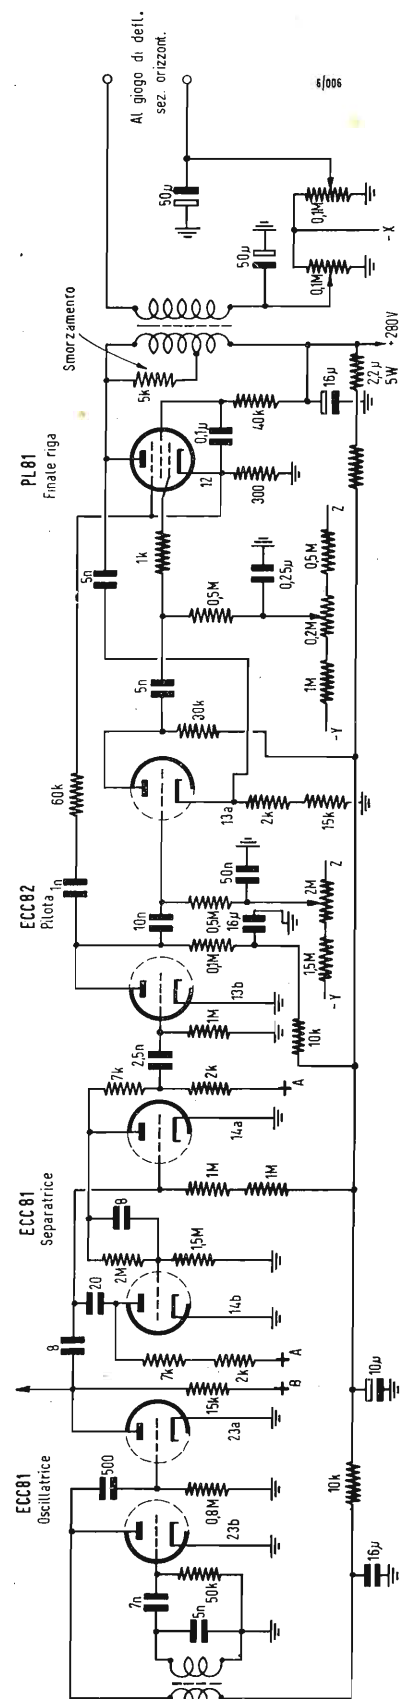 ECC81
Oscillatrice
ECC81
Separatrice
ECC82
Pilota
PL81
Finale riga
Smorzamento
Al giogo di defl.
sez. orizzont.
900/9
7n
5n
50k
500
0,8M
23b
23a
8
15k
B
20
7k
2k
A
2M
1,5M
14b
8
1M
1M
14a
7k
2k
A
2,5n
1M
13b
1n
60k
10n
0,1M
0,5M
16µ
50n
10k
1,5M
2M
-Y
Z
13a
2k
15k
30k
5n
5n
1k
0,5M
0,25µ
1M
0,2M
0,5M
-Y
Z
12
300
0,1µ
40k
5k
16µ
2,2µ
5W
+280V
50µ
50µ
0,1M
0,1M
-X
16µ
10k
10µ